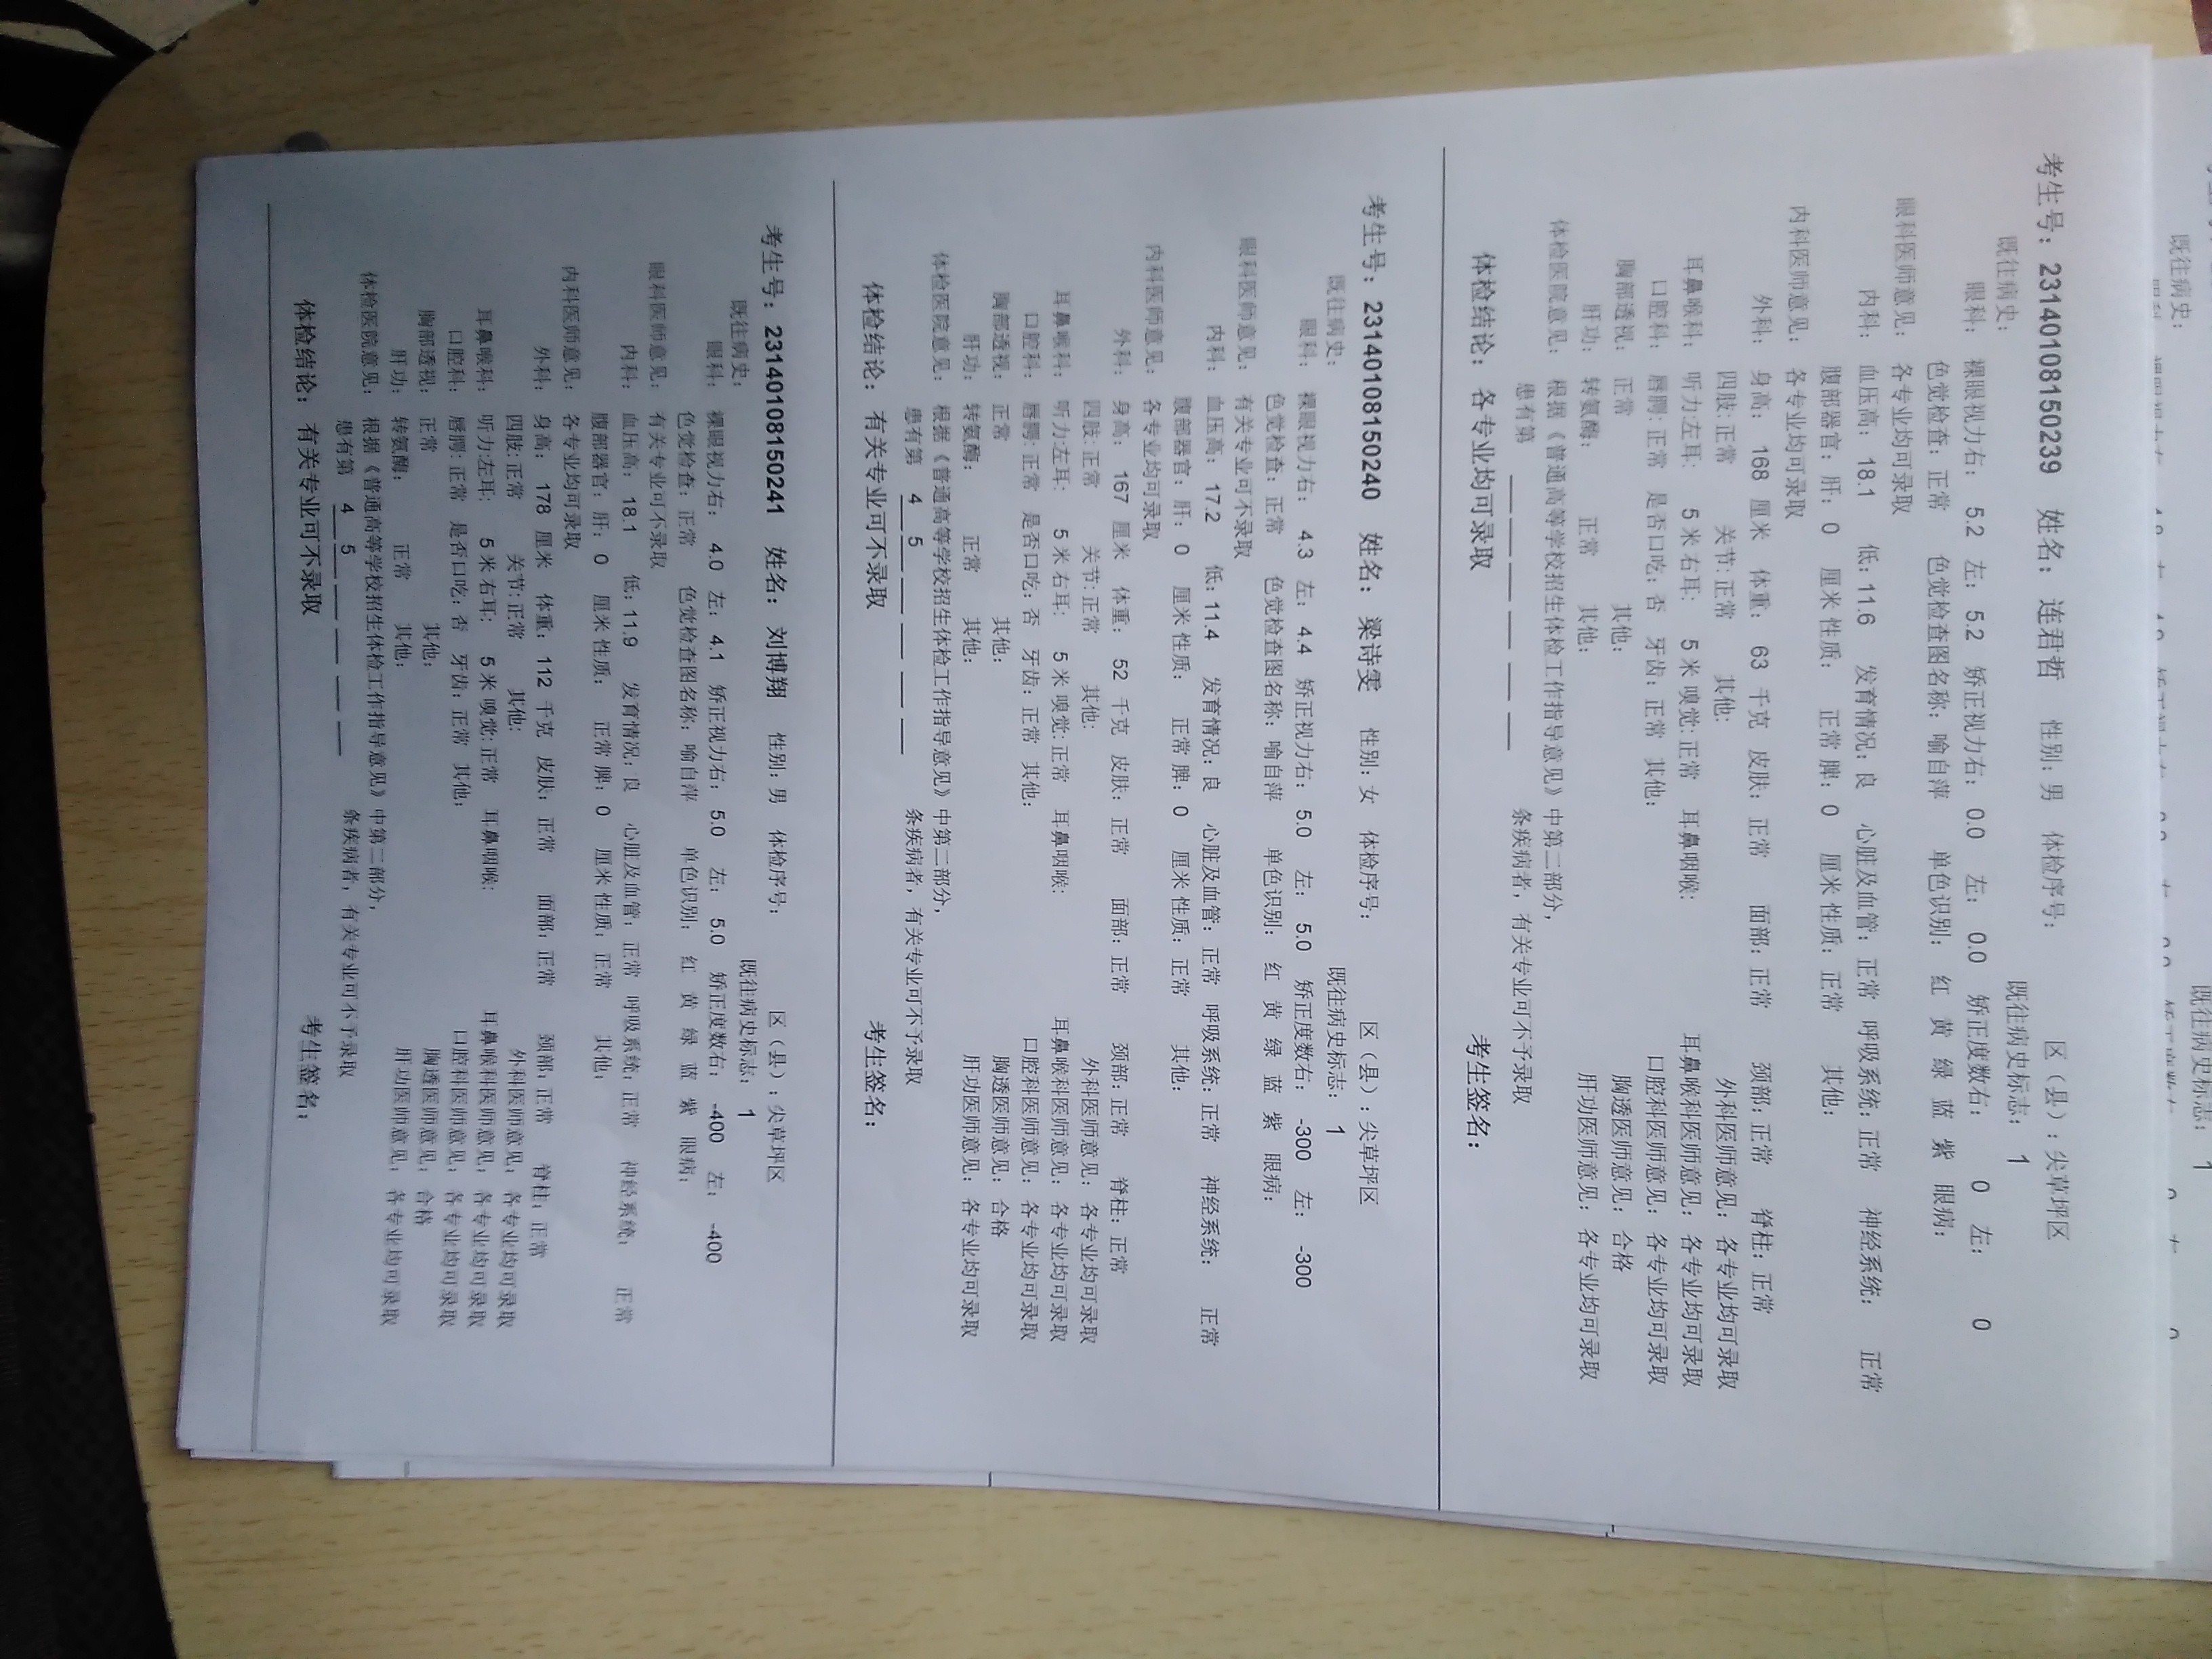 考生号：23140108150239 姓名：连君哲 性别：男 体检序号： 区（县）：尖草坪区
既往病史： 既往病史标志： 1
眼科： 裸眼视力右： 5.2 左： 5.2 矫正视力右： 0.0 左： 0.0 矫正度数右： 0 左： 0
色觉检查：正常 色觉检查图名称：喻自萍 单色识别： 红 黄 绿 蓝 紫 眼病：
眼科医师意见： 各专业均可录取
内科： 血压高： 18.1 低：11.6 发育情况：良 心脏及血管：正常 呼吸系统：正常 神经系统： 正常
腹部器官：肝： 0 厘米 性质： 正常 脾： 0 厘米 性质：正常 其他：
内科医师意见： 各专业均可录取
外科： 身高： 168 厘米 体重： 63 千克 皮肤： 正常 面部：正常 颈部：正常 脊柱：正常
四肢：正常 关节：正常 其他： 外科医师意见： 各专业均可录取
耳鼻喉科： 听力:左耳： 5 米 右耳： 5 米 嗅觉：正常 耳鼻咽喉： 耳鼻喉科医师意见： 各专业均可录取
口腔科： 唇腭：正常 是否口吃：否 牙齿：正常 其他： 口腔科医师意见： 各专业均可录取
胸部透视： 正常 其他： 胸透医师意见： 合格
肝功： 转氨酶： 正常 其他： 肝功医师意见： 各专业均可录取
体检医院意见： 根据《普通高等学校招生体检工作指导意见》中第二部分，
患有第 条疾病者，有关专业可不予录取
体检结论： 各专业均可录取 考生签名：
考生号：23140108150240 姓名：梁诗雯 性别：女 体检序号： 区（县）：尖草坪区
既往病史： 既往病史标志： 1
眼科： 裸眼视力右： 4.3 左： 4.4 矫正视力右： 5.0 左： 5.0 矫正度数右： -300 左： -300
色觉检查：正常 色觉检查图名称：喻自萍 单色识别： 红 黄 绿 蓝 紫 眼病：
眼科医师意见： 有关专业可不录取
内科： 血压高： 17.2 低：11.4 发育情况：良 心脏及血管：正常 呼吸系统：正常 神经系统： 正常
腹部器官：肝： 0 厘米 性质： 正常 脾： 0 厘米 性质：正常 其他：
内科医师意见： 各专业均可录取
外科： 身高： 167 厘米 体重： 52 千克 皮肤： 正常 面部：正常 颈部：正常 脊柱：正常
四肢：正常 关节：正常 其他： 外科医师意见： 各专业均可录取
耳鼻喉科： 听力:左耳： 5 米 右耳： 5 米 嗅觉：正常 耳鼻咽喉： 耳鼻喉科医师意见： 各专业均可录取
口腔科： 唇腭：正常 是否口吃：否 牙齿：正常 其他： 口腔科医师意见： 各专业均可录取
胸部透视： 正常 其他： 胸透医师意见： 合格
肝功： 转氨酶： 正常 其他： 肝功医师意见： 各专业均可录取
体检医院意见： 根据《普通高等学校招生体检工作指导意见》中第二部分，
患有第 4 5 条疾病者，有关专业可不予录取
体检结论： 有关专业可不录取 考生签名：
考生号：23140108150241 姓名：刘博翔 性别：男 体检序号： 区（县）：尖草坪区
既往病史： 既往病史标志： 1
眼科： 裸眼视力右： 4.0 左： 4.1 矫正视力右： 5.0 左： 5.0 矫正度数右： -400 左： -400
色觉检查：正常 色觉检查图名称：喻自萍 单色识别： 红 黄 绿 蓝 紫 眼病：
眼科医师意见： 有关专业可不录取
内科： 血压高： 18.1 低：11.9 发育情况：良 心脏及血管：正常 呼吸系统：正常 神经系统： 正常
腹部器官：肝： 0 厘米 性质： 正常 脾： 0 厘米 性质：正常 其他：
内科医师意见： 各专业均可录取
外科： 身高： 178 厘米 体重： 112 千克 皮肤： 正常 面部：正常 颈部：正常 脊柱：正常
四肢：正常 关节：正常 其他： 外科医师意见： 各专业均可录取
耳鼻喉科： 听力:左耳： 5 米 右耳： 5 米 嗅觉：正常 耳鼻咽喉： 耳鼻喉科医师意见： 各专业均可录取
口腔科： 唇腭：正常 是否口吃：否 牙齿：正常 其他： 口腔科医师意见： 各专业均可录取
胸部透视： 正常 其他： 胸透医师意见： 合格
肝功： 转氨酶： 正常 其他： 肝功医师意见： 各专业均可录取
体检医院意见： 根据《普通高等学校招生体检工作指导意见》中第二部分，
患有第 4 5 条疾病者，有关专业可不予录取
体检结论： 有关专业可不录取 考生签名：